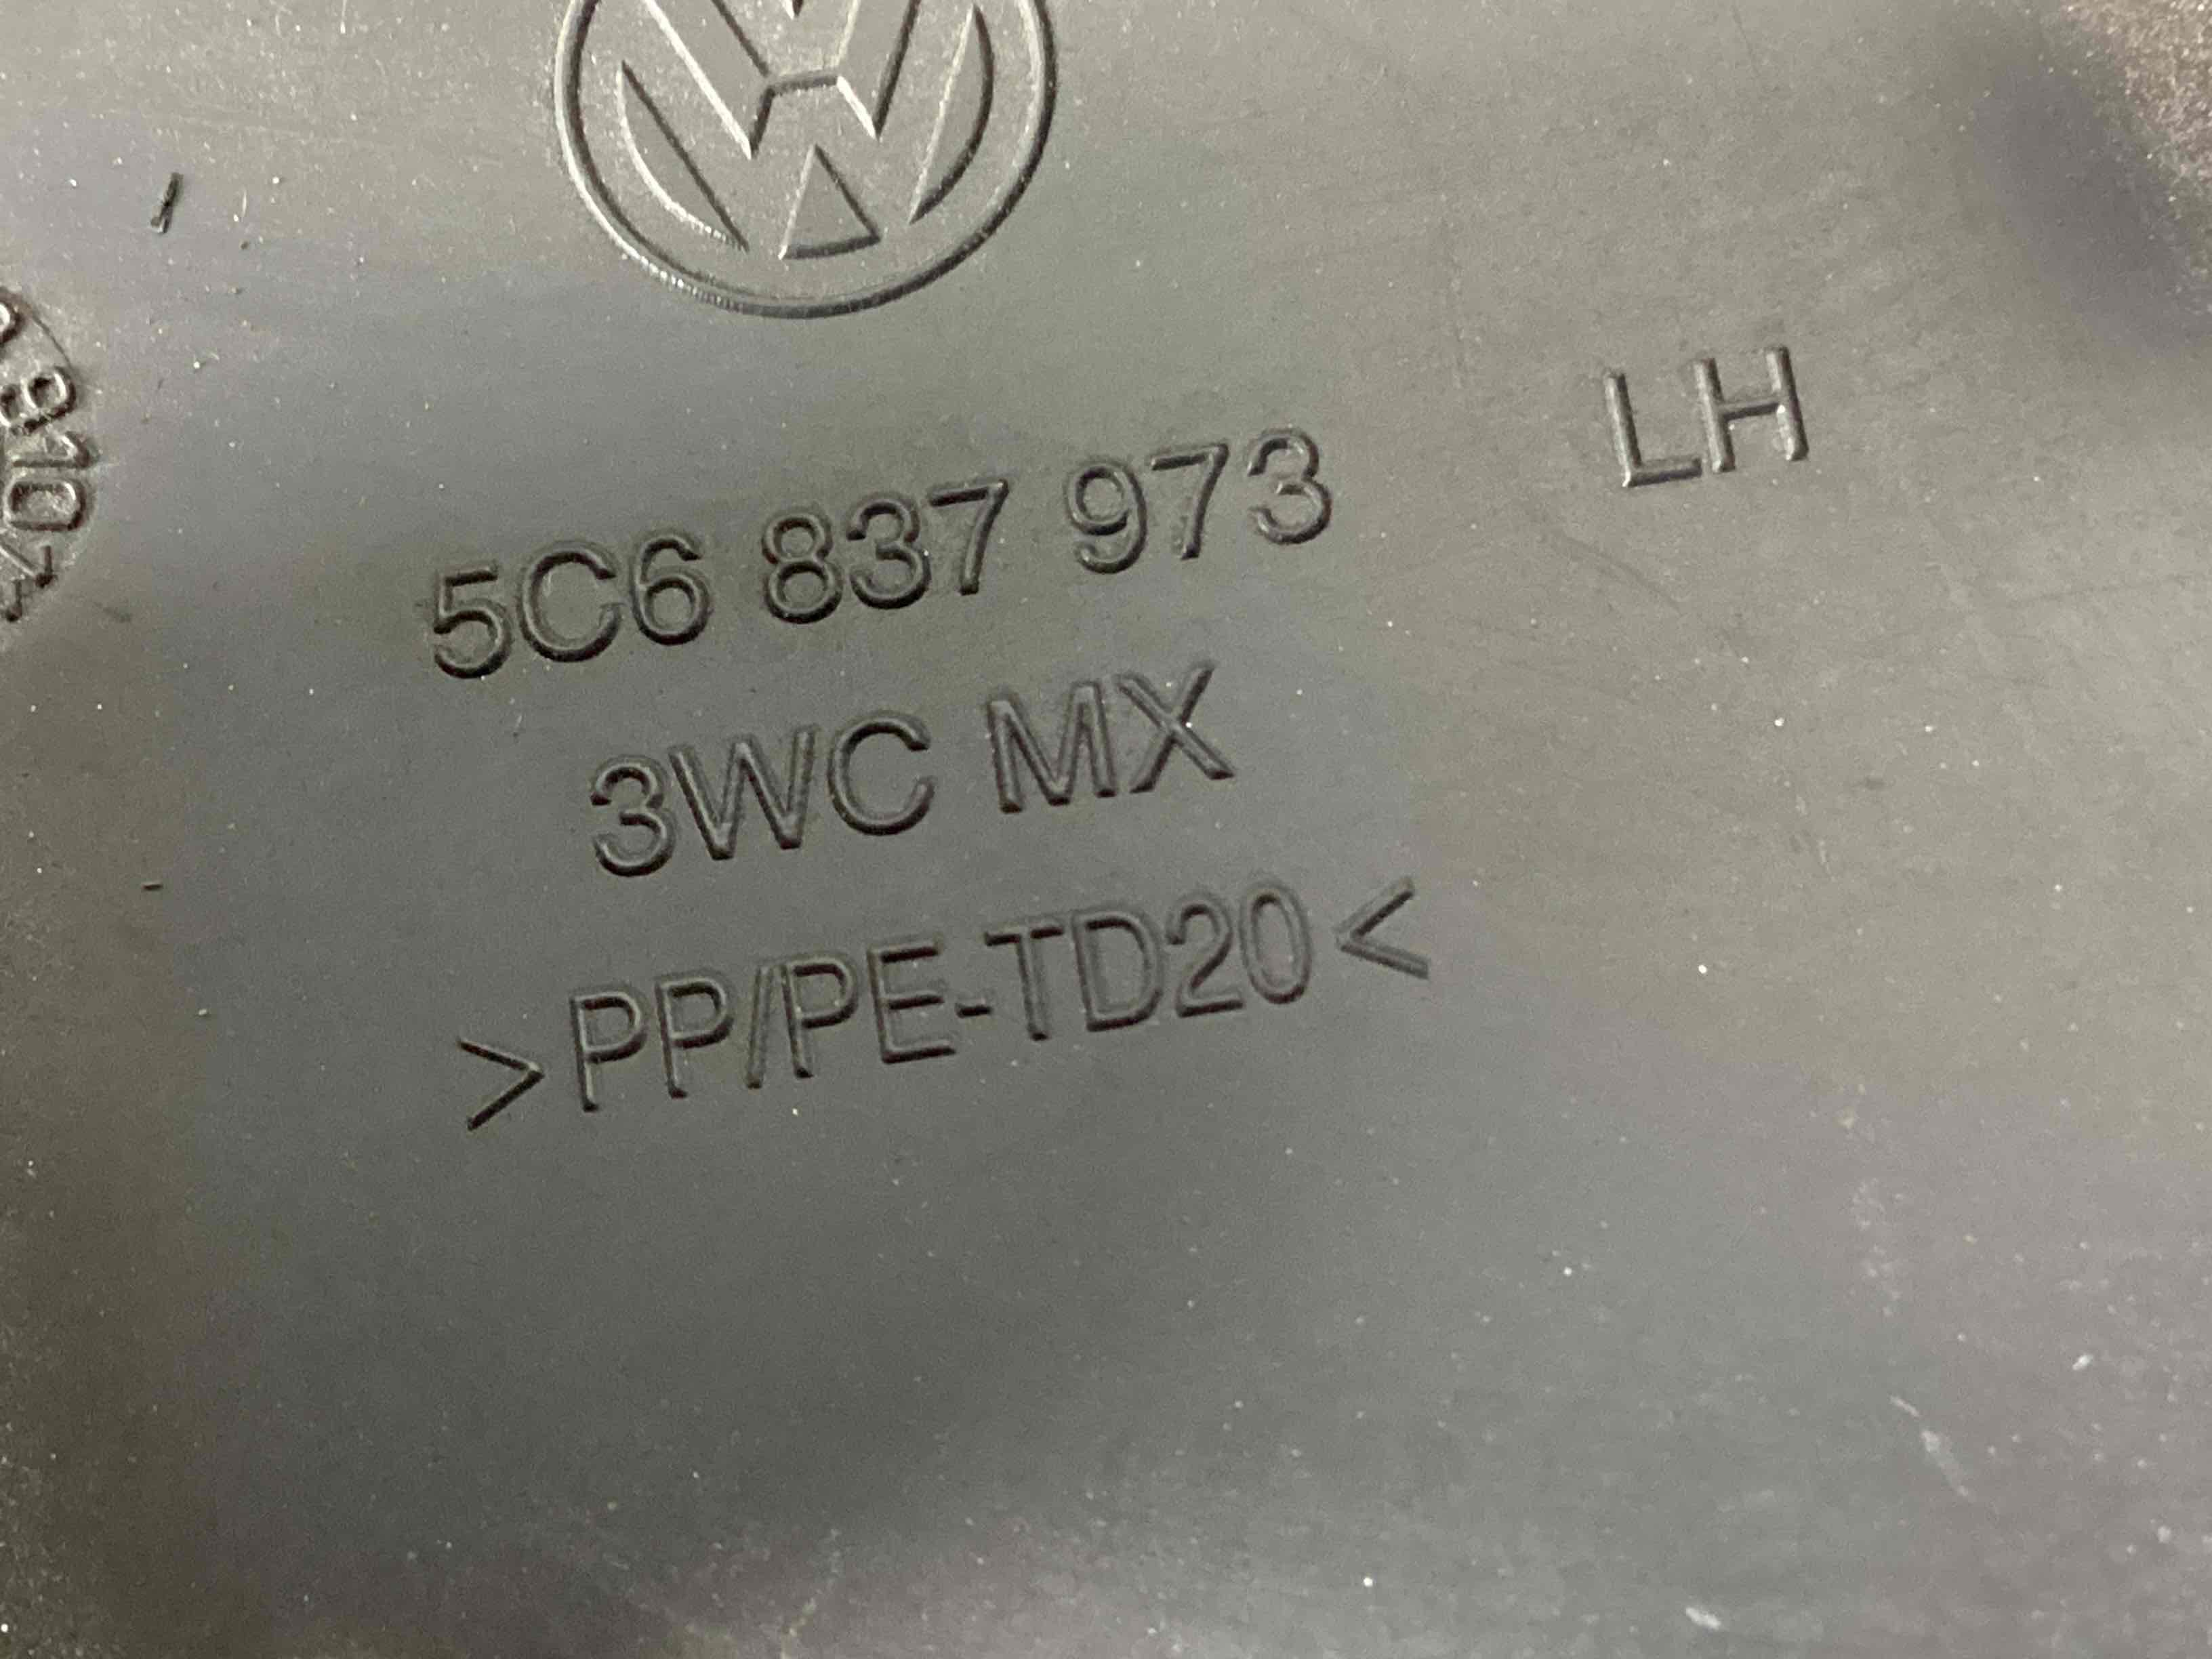 LH
5C6 837 973
3WC MX
>PP/PE-TD20<